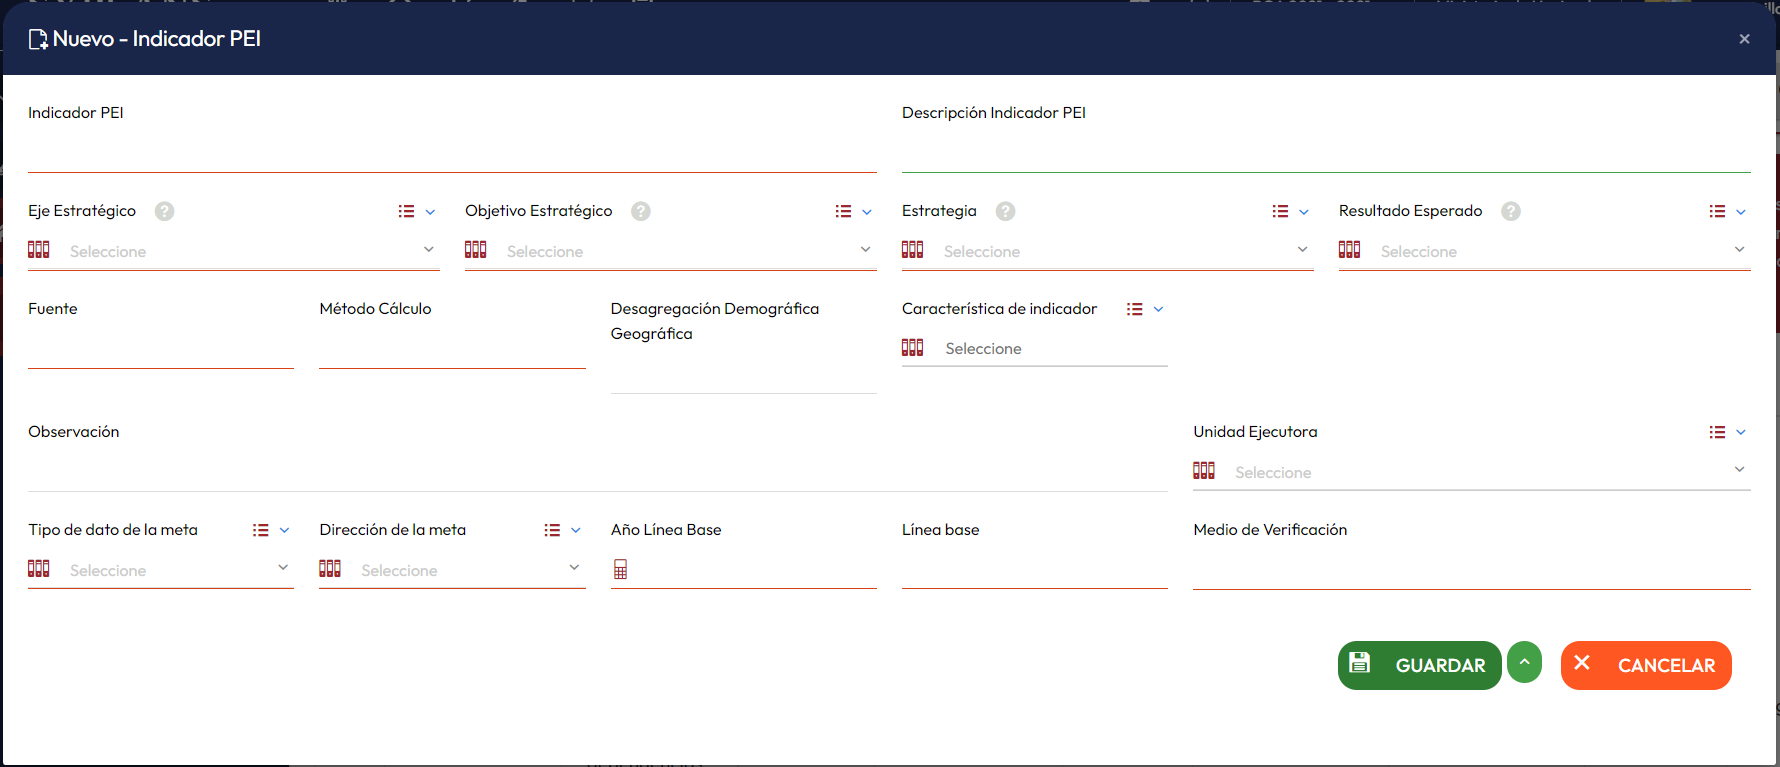 Nuevo - Indicador PEI
×
Indicador PEI
Descripción Indicador PEI
Eje Estratégico ?
Objetivo Estratégico ?
Estrategia ?
Resultado Esperado ?
Seleccione
Seleccione
Seleccione
Seleccione
Fuente
Método Cálculo
Desagregación Demográfica
Geográfica
Característica de indicador
Seleccione
Observación
Unidad Ejecutora
Seleccione
Tipo de dato de la meta
Dirección de la meta
Año Línea Base
Línea base
Medio de Verificación
Seleccione
Seleccione
GUARDAR
CANCELAR